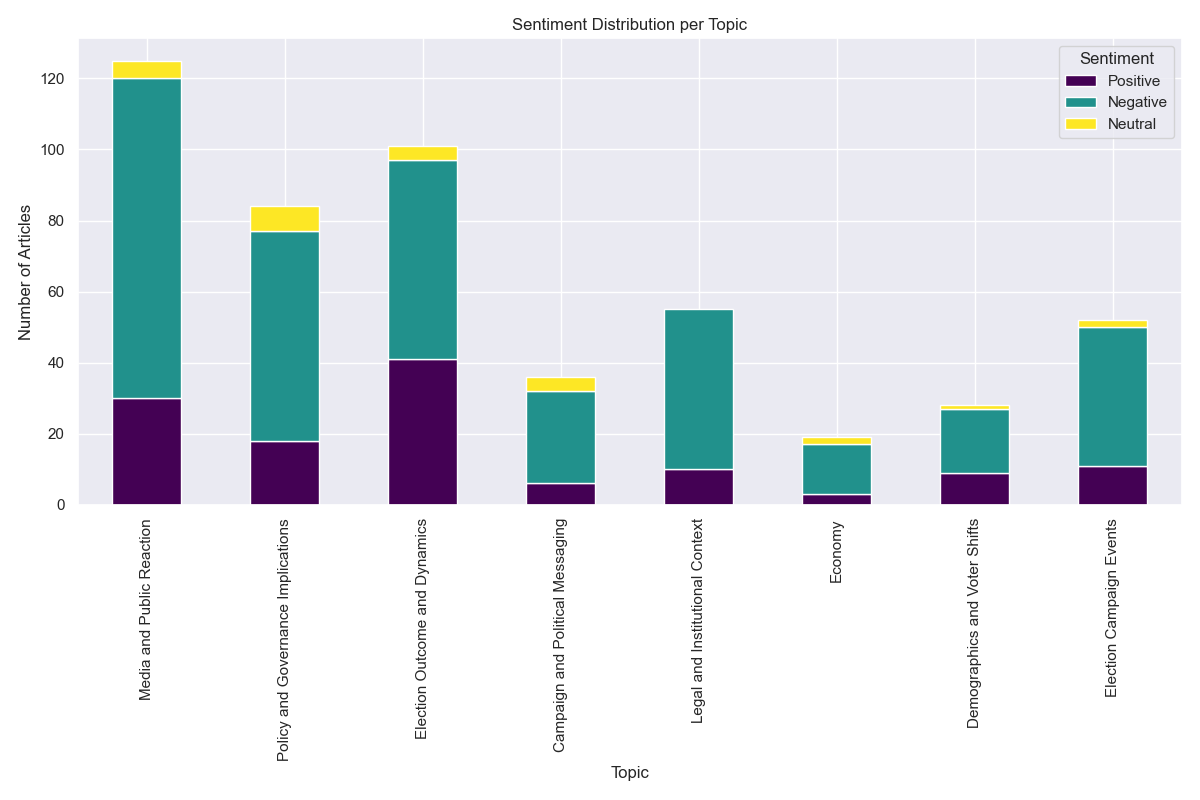 Sentiment Distribution per Topic
Sentiment
Positive
Negative
Neutral
Number of Articles
120
100
80
60
40
20
0
Media and Public Reaction
Policy and Governance Implications
Election Outcome and Dynamics
Campaign and Political Messaging
Legal and Institutional Context
Economy
Demographics and Voter Shifts
Election Campaign Events
Topic